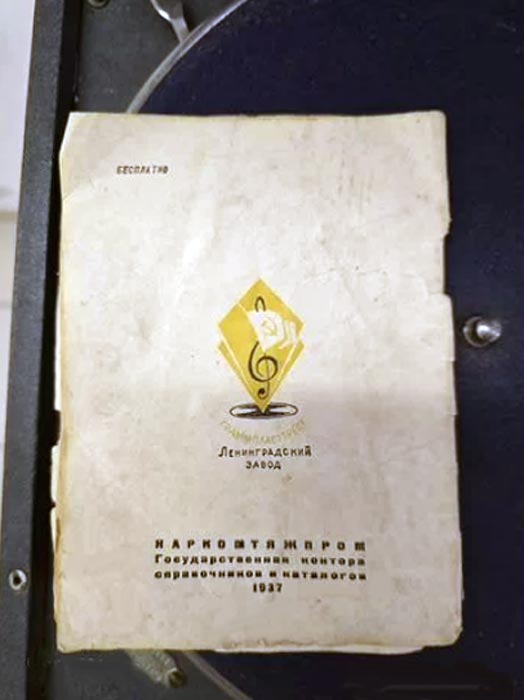 БЕСПЛАТНО
ГРАММПЛАСТТРЕСТ
ЛЕНИНГРАДСКИЙ
ЗАВОД
НАРКОМТЯЖПРОМ
Государственная контора
справочников и каталогов
1937